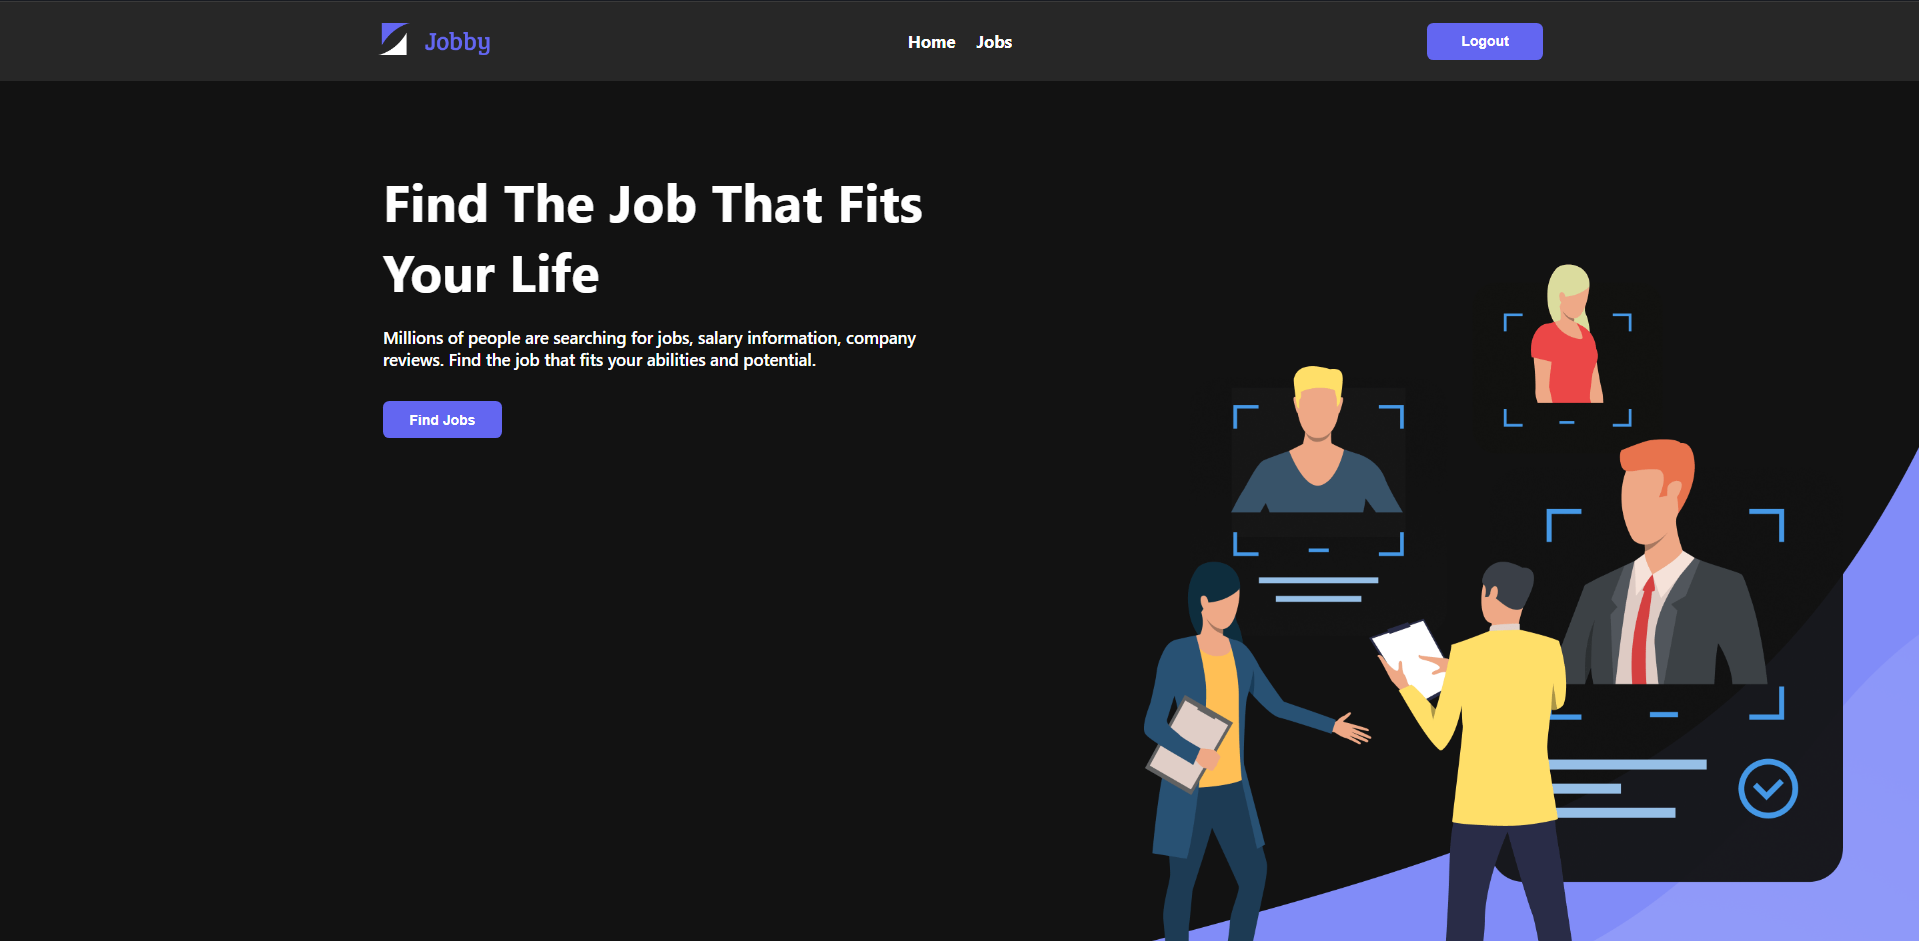 Jobby
Home
Jobs
Logout
Find The Job That Fits
Your Life
Millions of people are searching for jobs, salary information, company
reviews. Find the job that fits your abilities and potential.
Find Jobs